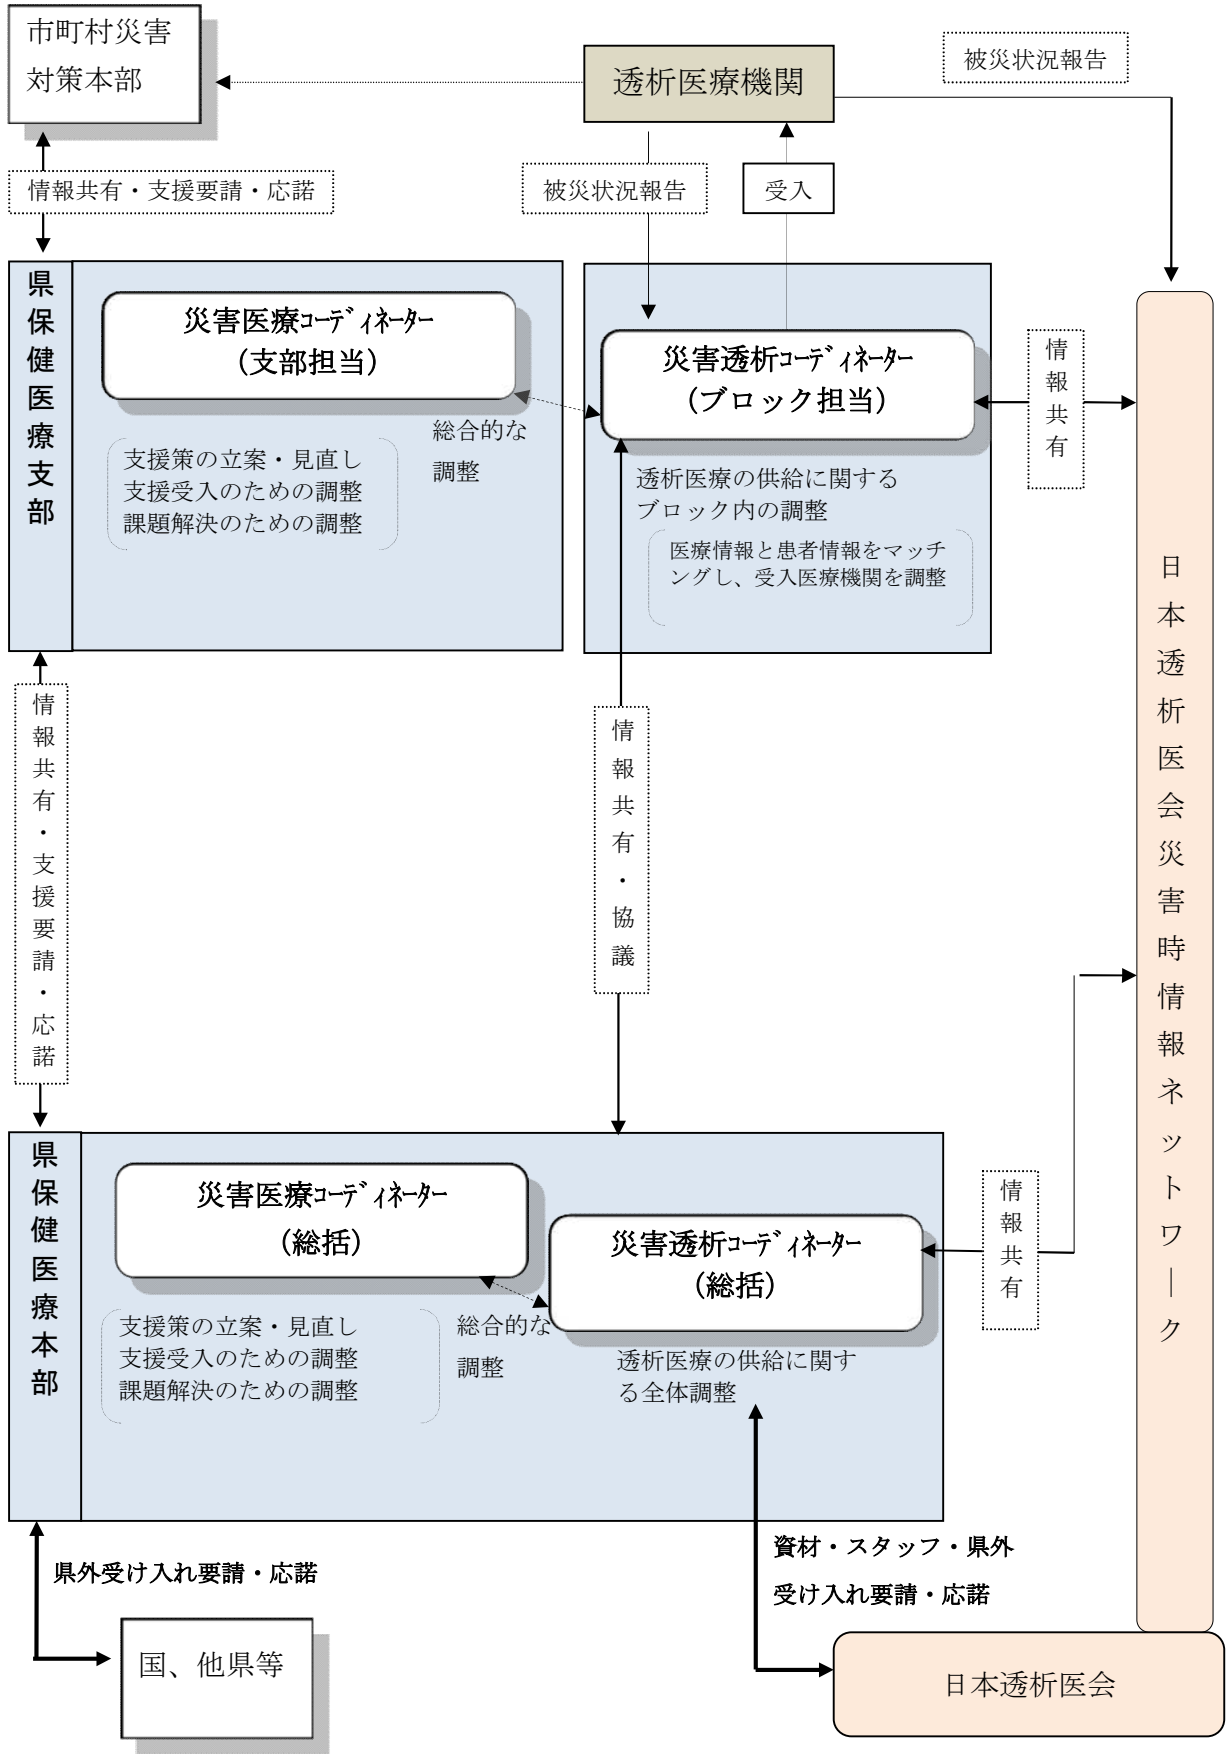 市町村災害
対策本部
透析医療機関
被災状況報告
情報共有・支援要請・応諾
被災状況報告
受入
県保健医療支部
災害医療ｺｰﾃﾞｨﾈｰﾀｰ
（支部担当）
総合的な
調整
支援策の立案・見直し
支援受入のための調整
課題解決のための調整
災害透析ｺｰﾃﾞｨﾈｰﾀｰ
（ブロック担当）
透析医療の供給に関する
ブロック内の調整
医療情報と患者情報をマッチ
ングし、受入医療機関を調整
情報共有
日本透析医会災害時情報ネットワーク
情報共有・支援要請・応諾
情報共有・協議
県保健医療本部
災害医療ｺｰﾃﾞｨﾈｰﾀｰ
（総括）
災害透析ｺｰﾃﾞｨﾈｰﾀｰ
（総括）
総合的な
調整
支援策の立案・見直し
支援受入のための調整
課題解決のための調整
透析医療の供給に関す
る全体調整
情報共有
県外受け入れ要請・応諾
資材・スタッフ・県外
受け入れ要請・応諾
国、他県等
日本透析医会